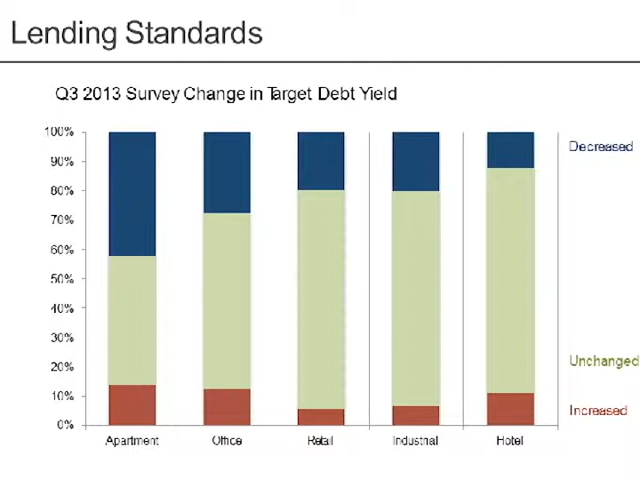 Lending Standards
Q3 2013 Survey Change in Target Debt Yield
100%
90%
80%
70%
60%
50%
40%
30%
20%
10%
0%
Decreased
Unchanged
Increased
Apartment Office Retail Industrial Hotel